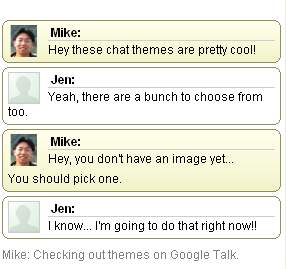 Mike:
Hey these chat themes are pretty cool!
Jen:
Yeah, there are a bunch to choose from
too.
Mike:
Hey, you don't have an image yet...
You should pick one.
Jen:
I know... I'm going to do that right now!!
Mike: Checking out themes on Google Talk.